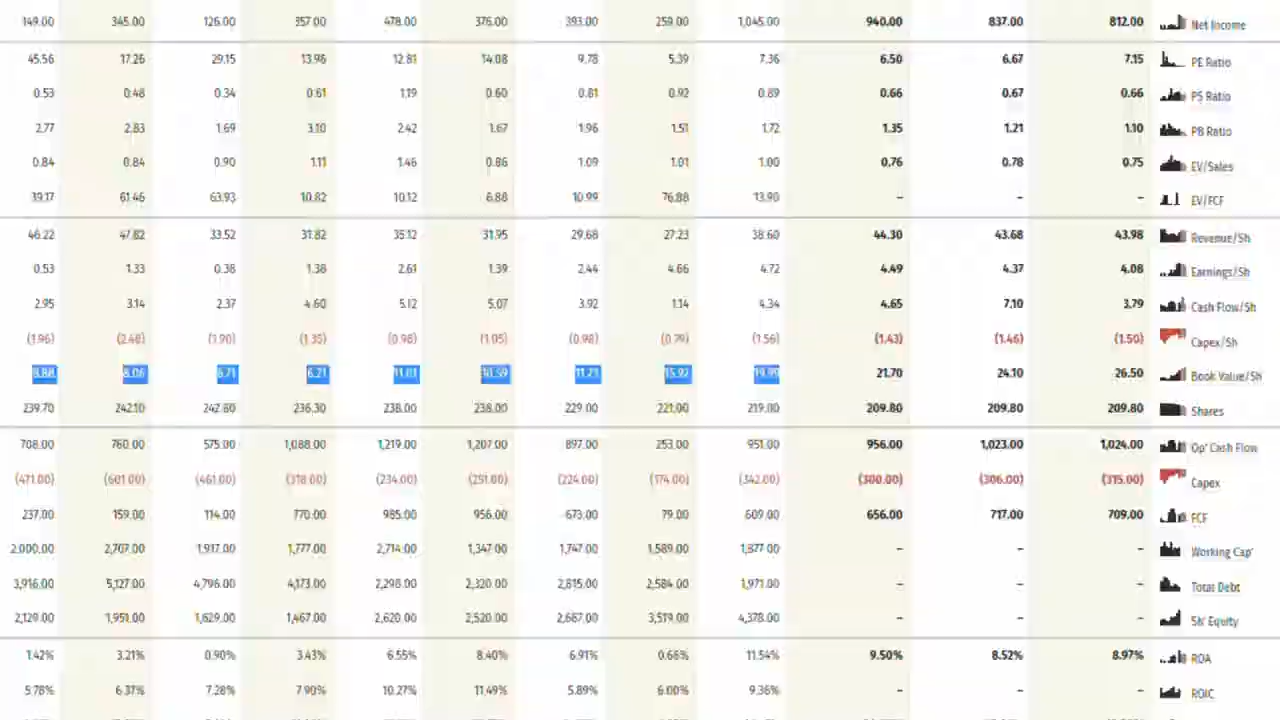 149.00 345.00 126.00 357.00 478.00 376.00 393.00 259.00 1,045.00 940.00 837.00 812.00 Net Income
45.56 17.26 29.15 13.96 12.81 14.08 9.78 5.39 7.36 6.50 6.67 7.15 PE Ratio
0.53 0.48 0.34 0.61 1.19 0.60 0.81 0.92 0.89 0.66 0.67 0.66 PS Ratio
2.77 2.83 1.69 3.10 2.42 1.67 1.96 1.51 1.72 1.35 1.21 1.10 PB Ratio
0.84 0.84 0.90 1.11 1.46 0.86 1.09 1.01 1.00 0.76 0.78 0.75 EV/Sales
39.17 61.46 63.93 10.82 10.12 6.88 10.99 76.88 13.90 – – – EV/FCF
46.22 47.82 33.52 31.82 35.12 31.95 29.68 27.23 38.60 44.30 43.68 43.98 Revenue/Sh
0.53 1.33 0.38 1.38 2.61 1.39 2.44 4.66 4.72 4.49 4.37 4.08 Earnings/Sh
2.95 3.14 2.37 4.60 5.12 5.07 3.92 1.14 4.34 4.65 7.10 3.79 Cash Flow/Sh
(1.96) (2.48) (1.90) (1.35) (0.98) (1.05) (0.98) (0.79) (1.56) (1.43) (1.46) (1.50) Capex/Sh
8.88 8.06 6.71 6.21 11.01 10.59 11.73 15.92 19.99 21.70 24.10 26.50 Book Value/Sh
239.70 242.10 242.80 236.30 238.00 238.00 229.00 221.00 219.00 209.80 209.80 209.80 Shares
708.00 760.00 575.00 1,088.00 1,219.00 1,207.00 897.00 253.00 951.00 956.00 1,023.00 1,024.00 Op' Cash Flow
(471.00) (601.00) (461.00) (318.00) (234.00) (251.00) (224.00) (174.00) (342.00) (300.00) (306.00) (315.00) Capex
237.00 159.00 114.00 770.00 985.00 956.00 673.00 79.00 609.00 656.00 717.00 709.00 FCF
2,000.00 2,707.00 1,917.00 1,777.00 2,714.00 1,347.00 1,747.00 1,589.00 1,877.00 – – – Working Cap'
3,916.00 5,127.00 4,796.00 4,173.00 2,298.00 2,320.00 2,815.00 2,584.00 1,971.00 – – – Total Debt
2,129.00 1,951.00 1,629.00 1,467.00 2,620.00 2,520.00 2,687.00 3,519.00 4,378.00 – – – Sh' Equity
1.42% 3.21% 0.90% 3.43% 6.55% 8.40% 6.91% 0.66% 11.54% 9.50% 8.52% 8.97% ROA
5.78% 6.37% 7.28% 7.90% 10.27% 11.49% 5.89% 6.00% 9.36% – – – ROIC